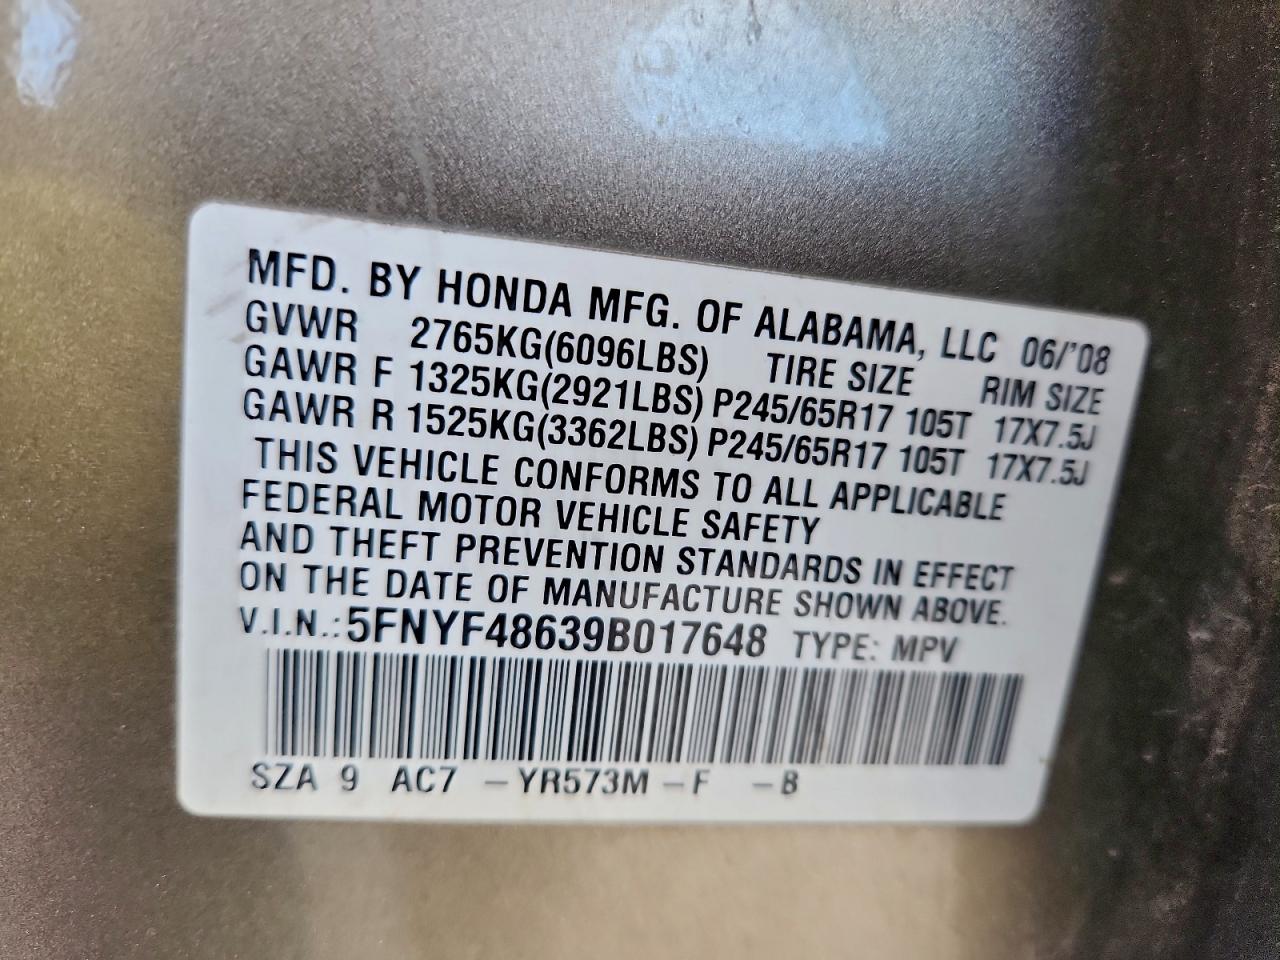 MFD. BY HONDA MFG. OF ALABAMA, LLC 06/'08
GVWR 2765KG(6096LBS) TIRE SIZE RIM SIZE
GAWR F 1325KG(2921LBS) P245/65R17 105T 17X7.5J
GAWR R 1525KG(3362LBS) P245/65R17 105T 17X7.5J
THIS VEHICLE CONFORMS TO ALL APPLICABLE
FEDERAL MOTOR VEHICLE SAFETY
AND THEFT PREVENTION STANDARDS IN EFFECT
ON THE DATE OF MANUFACTURE SHOWN ABOVE.
V.I.N.: 5FNYF48639B017648 TYPE: MPV
SZA 9 AC7 -YR573M -F -B